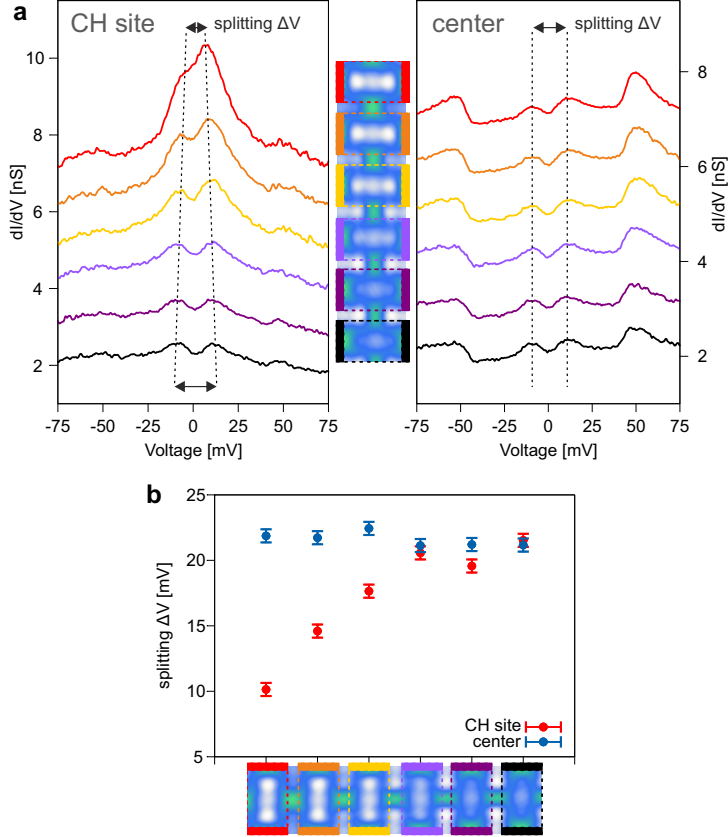 a
CH site
splitting ΔV
center
splitting ΔV
10
8
6
4
2
dI/dV [nS]
8
6
4
2
dI/dV [nS]
-75 -50 -25 0 25 50 75
Voltage [mV]
-75 -50 -25 0 25 50 75
Voltage [mV]
b
25
20
15
10
5
splitting ΔV [mV]
CH site
center